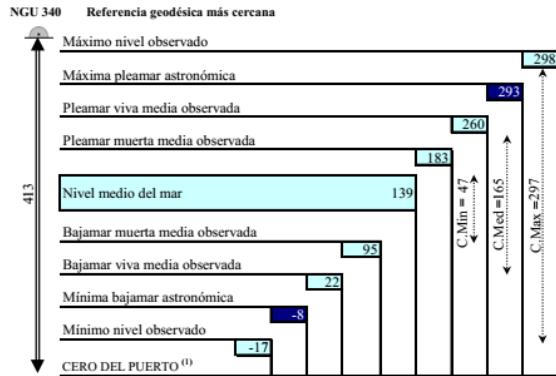 NGU 340 Referencia geodésica más cercana
Máximo nivel observado
298
Máxima pleamar astronómica
293
Pleamar viva media observada
260
Pleamar muerta media observada
183
413
Nivel medio del mar 139
C.Min = 47
C.Med =165
C.Max =297
Bajamar muerta media observada
95
Bajamar viva media observada
22
Mínima bajamar astronómica
-8
Mínimo nivel observado
-17
CERO DEL PUERTO (1)